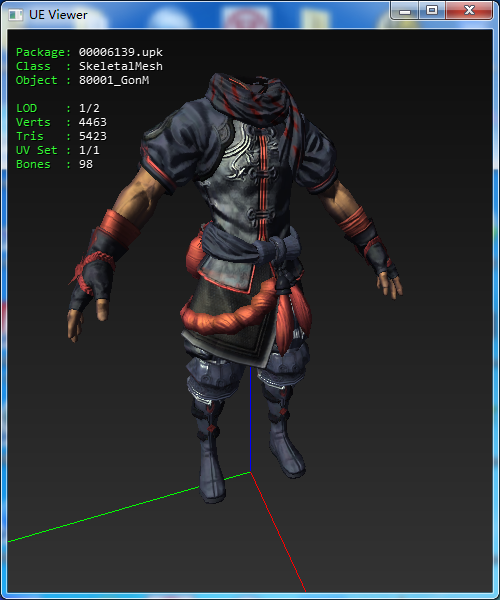 UE Viewer
Package: 00006139.upk
Class : SkeletalMesh
Object : 80001_GonM
LOD : 1/2
Verts : 4463
Tris : 5423
UV Set : 1/1
Bones : 98